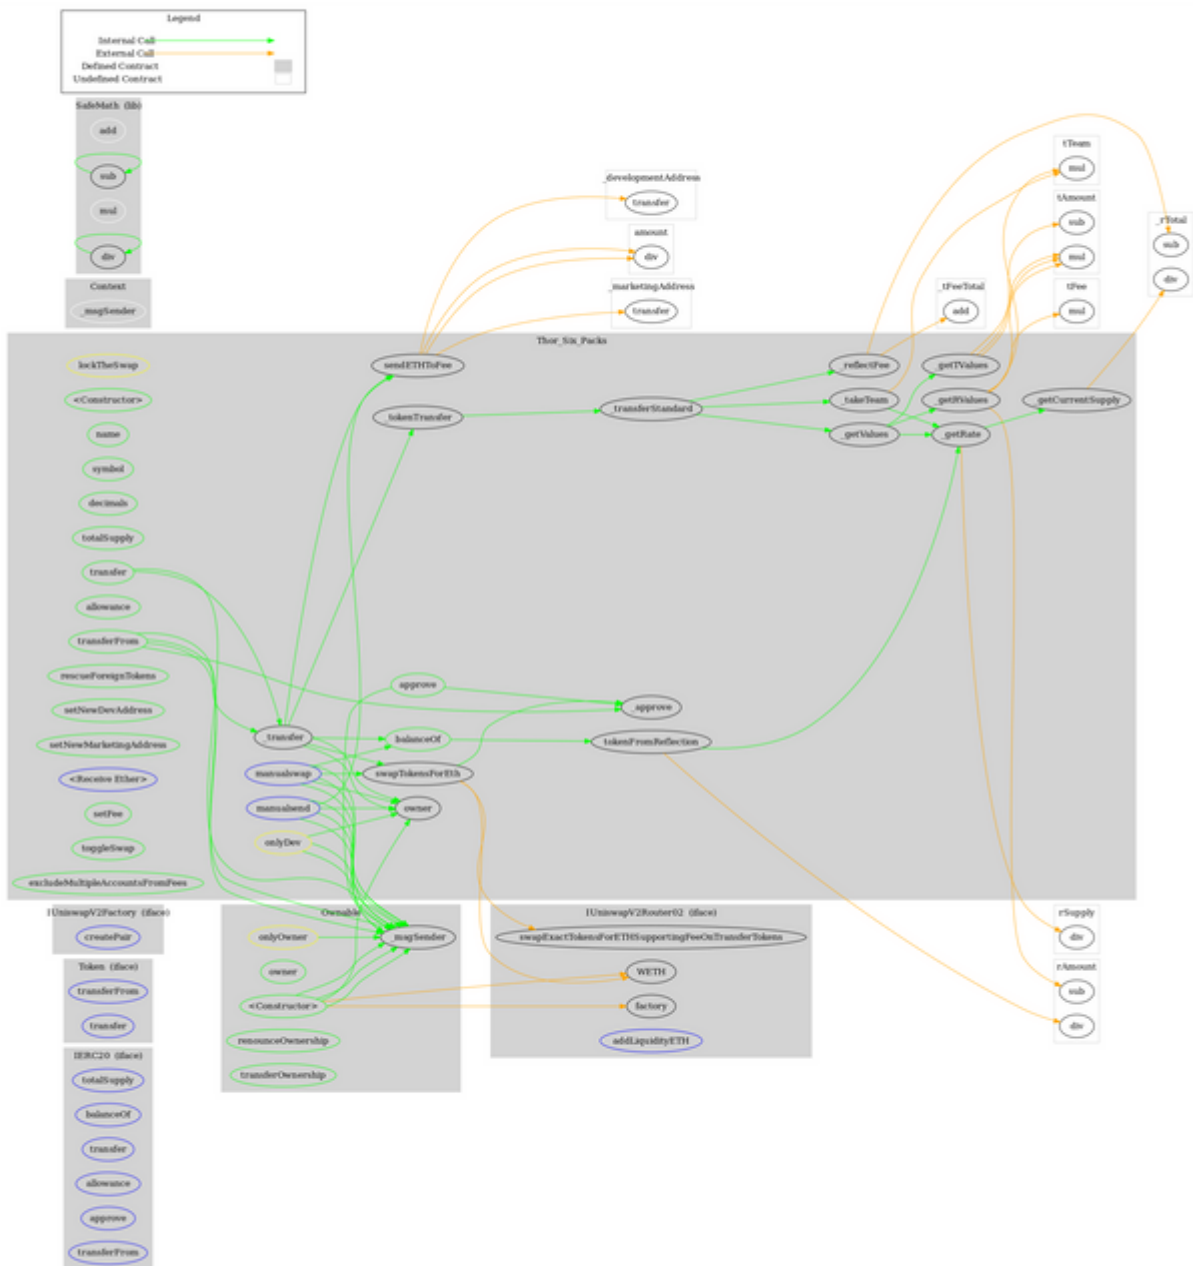 Legend
Internal Call
External Call
Defined Contract
Undefined Contract
SafeMath (lib)
add
sub
mul
div
Context
_msgSender
_developmentAddress
transfer
amount
div
_marketingAddress
transfer
_tFeeTotal
add
tTeam
mul
tAmount
sub
mul
tFee
mul
_rTotal
sub
div
Thor_Six_Packs
lockTheSwap
<Constructor>
name
symbol
decimals
totalSupply
transfer
allowance
transferFrom
rescueForeignTokens
setNewDevAddress
setNewMarketingAddress
<Receive Ether>
setFee
toggleSwap
excludeMultipleAccountsFromFees
_transfer
manualswap
manualsend
onlyDev
sendETHToFee
_tokenTransfer
approve
balanceOf
swapTokensForEth
owner
_transferStandard
_approve
tokenFromReflection
_reflectFee
_takeTeam
_getValues
_getTValues
_getRValues
_getRate
_getCurrentSupply
IUniswapV2Factory (iface)
createPair
Token (iface)
transferFrom
transfer
IERC20 (iface)
totalSupply
balanceOf
transfer
allowance
approve
transferFrom
Ownable
onlyOwner
owner
<Constructor>
renounceOwnership
transferOwnership
_msgSender
IUniswapV2Router02 (iface)
swapExactTokensForETHSupportingFeeOnTransferTokens
WETH
factory
addLiquidityETH
rSupply
div
rAmount
sub
div